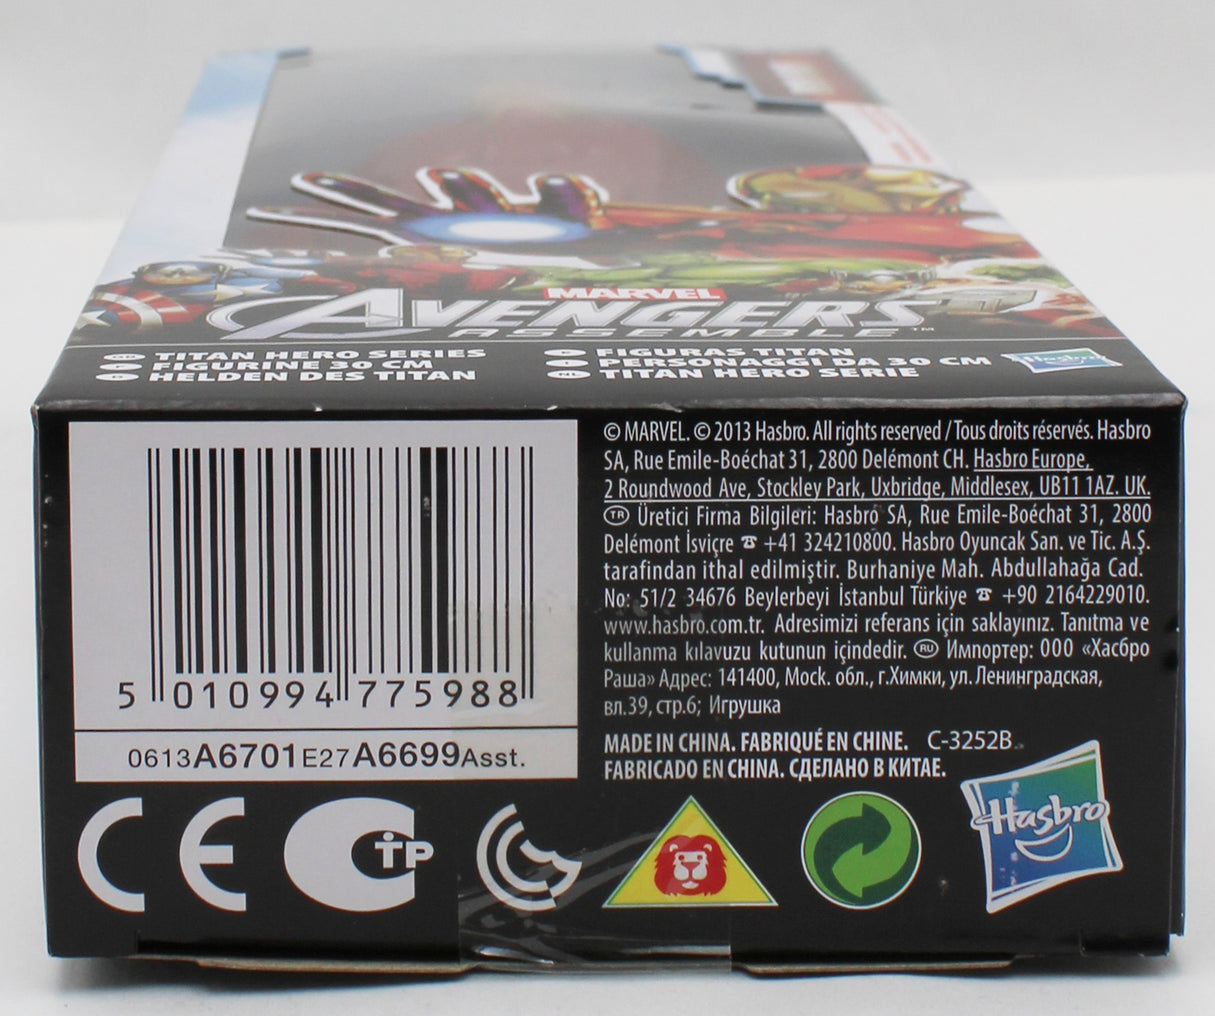 MARVEL
AVENGERS™
ASSEMBLE
GB TITAN HERO SERIES
F FIGURINE 30 CM
D HELDEN DES TITAN
E FIGURAS TITAN
I PERSONAGGI DA 30 CM
NL TITAN HERO SERIE
Hasbro
© MARVEL. © 2013 Hasbro. All rights reserved / Tous droits réservés. Hasbro
SA, Rue Emile-Boéchat 31, 2800 Delémont CH. Hasbro Europe,
2 Roundwood Ave, Stockley Park, Uxbridge, Middlesex, UB11 1AZ. UK.
TR Üretici Firma Bilgileri: Hasbro SA, Rue Emile-Boéchat 31, 2800
Delémont İsviçre ☎ +41 324210800. Hasbro Oyuncak San. ve Tic. A.Ş.
tarafından ithal edilmiştir. Burhaniye Mah. Abdullahağa Cad.
No: 51/2 34676 Beylerbeyi İstanbul Türkiye ☎ +90 2164229010.
www.hasbro.com.tr. Adresimizi referans için saklayınız. Tanıtma ve
kullanma kılavuzu kutunun içindedir. RU Импортер: ООО «Хасбро
Раша» Адрес: 141400, Моск. обл., г.Химки, ул.Ленинградская,
вл.39, стр.6; Игрушка
MADE IN CHINA. FABRIQUÉ EN CHINE. C-3252B
FABRICADO EN CHINA. СДЕЛАНО В КИТАЕ.
5 010994 775988
0613A6701E27A6699Asst.
CE
TP
Hasbro